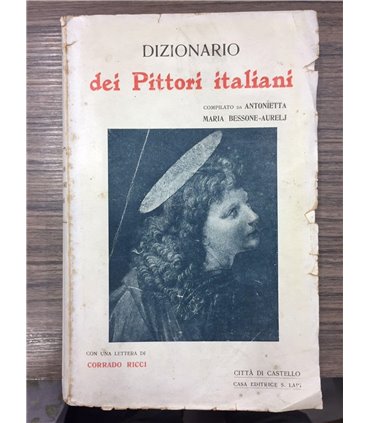 DIZIONARIO
dei Pittori italiani
COMPILATO DA ANTONIETTA
MARIA BESSONE-AURELJ
CON UNA LETTERA DI
CORRADO RICCI
CITTÀ DI CASTELLO
CASA EDITRICE S. LAPI